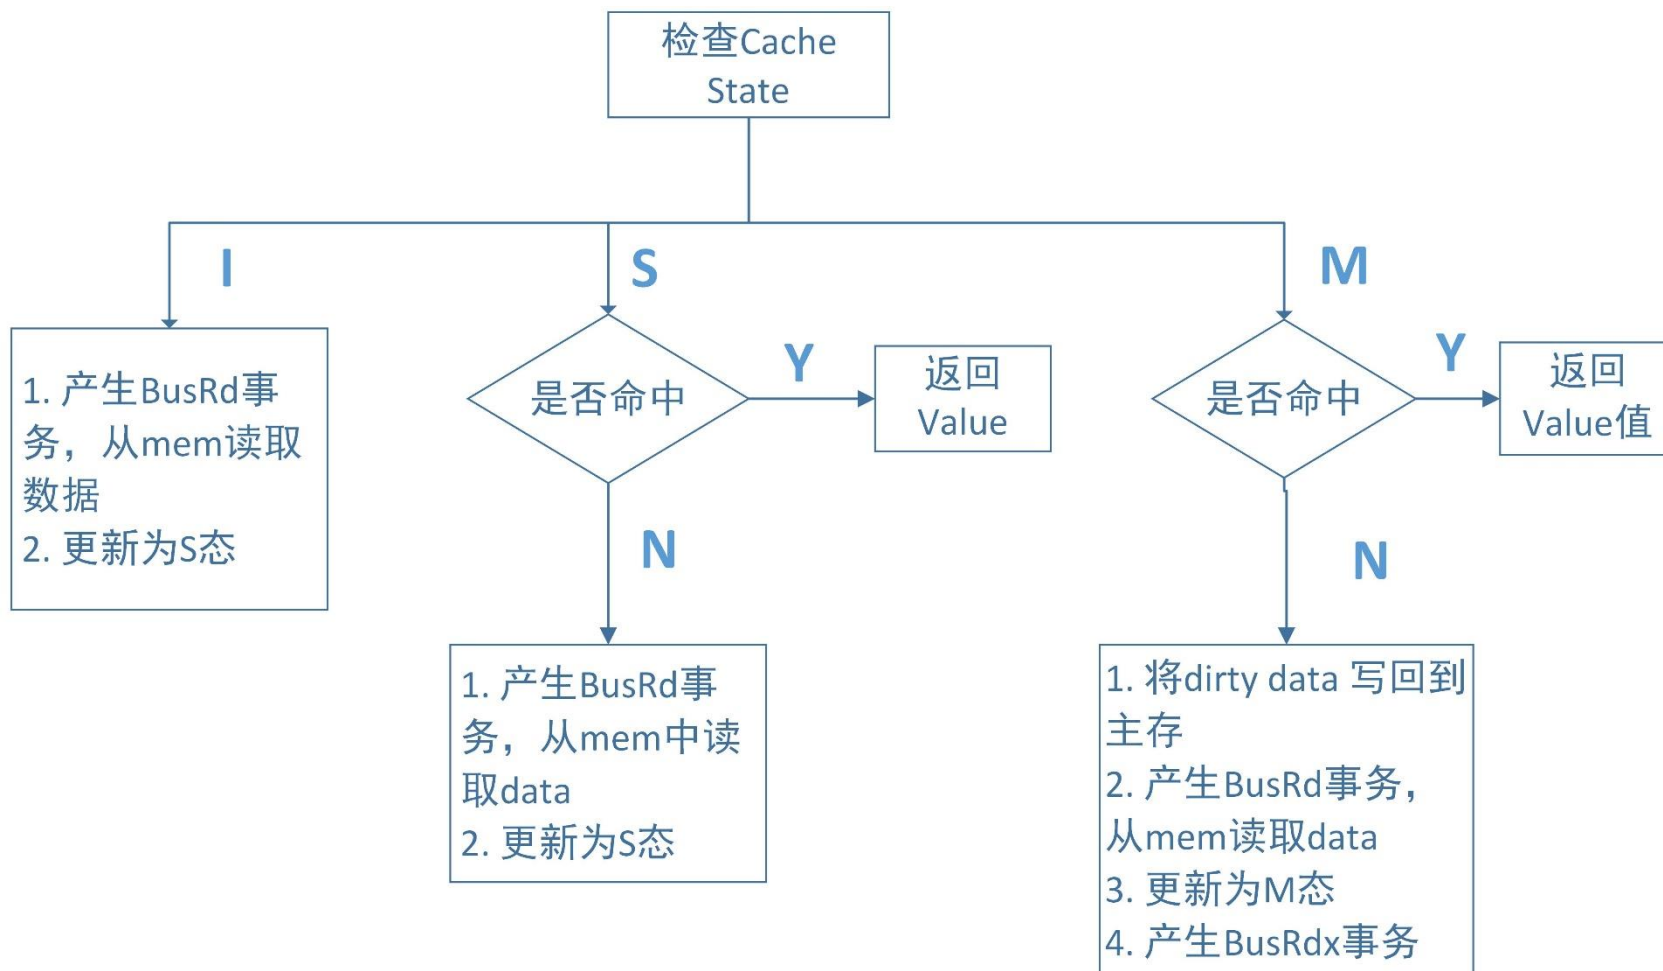 检查Cache
State
I
S
M
1. 产生BusRd事
务，从mem读取
数据
2. 更新为S态
是否命中
Y
返回
Value
是否命中
Y
返回
Value值
N
N
1. 产生BusRd事
务，从mem中读
取data
2. 更新为S态
1. 将dirty data 写回到
主存
2. 产生BusRd事务，
从mem读取data
3. 更新为M态
4. 产生BusRdx事务